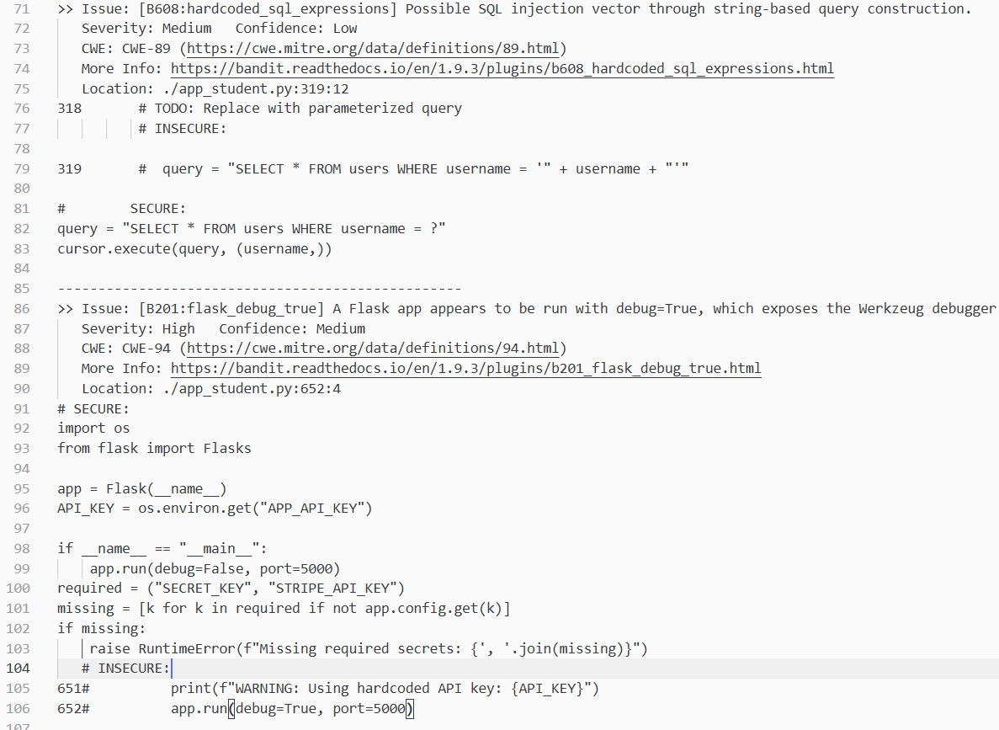 71 >> Issue: [B608:hardcoded_sql_expressions] Possible SQL injection vector through string-based query construction.
72    Severity: Medium   Confidence: Low
73    CWE: CWE-89 (https://cwe.mitre.org/data/definitions/89.html)
74    More Info: https://bandit.readthedocs.io/en/1.9.3/plugins/b608_hardcoded_sql_expressions.html
75    Location: ./app_student.py:319:12
76 318       # TODO: Replace with parameterized query
77           # INSECURE:
78
79 319       #  query = "SELECT * FROM users WHERE username = '" + username + "'"
80
81 #        SECURE:
82 query = "SELECT * FROM users WHERE username = ?"
83 cursor.execute(query, (username,))
84
85 --------------------------------------------------
86 >> Issue: [B201:flask_debug_true] A Flask app appears to be run with debug=True, which exposes the Werkzeug debugger
87    Severity: High   Confidence: Medium
88    CWE: CWE-94 (https://cwe.mitre.org/data/definitions/94.html)
89    More Info: https://bandit.readthedocs.io/en/1.9.3/plugins/b201_flask_debug_true.html
90    Location: ./app_student.py:652:4
91 # SECURE:
92 import os
93 from flask import Flasks
94
95 app = Flask(__name__)
96 API_KEY = os.environ.get("APP_API_KEY")
97
98 if __name__ == "__main__":
99     app.run(debug=False, port=5000)
100 required = ("SECRET_KEY", "STRIPE_API_KEY")
101 missing = [k for k in required if not app.config.get(k)]
102 if missing:
103     raise RuntimeError(f"Missing required secrets: {', '.join(missing)}")
104    # INSECURE:
105 651#          print(f"WARNING: Using hardcoded API key: {API_KEY}")
106 652#          app.run(debug=True, port=5000)
107